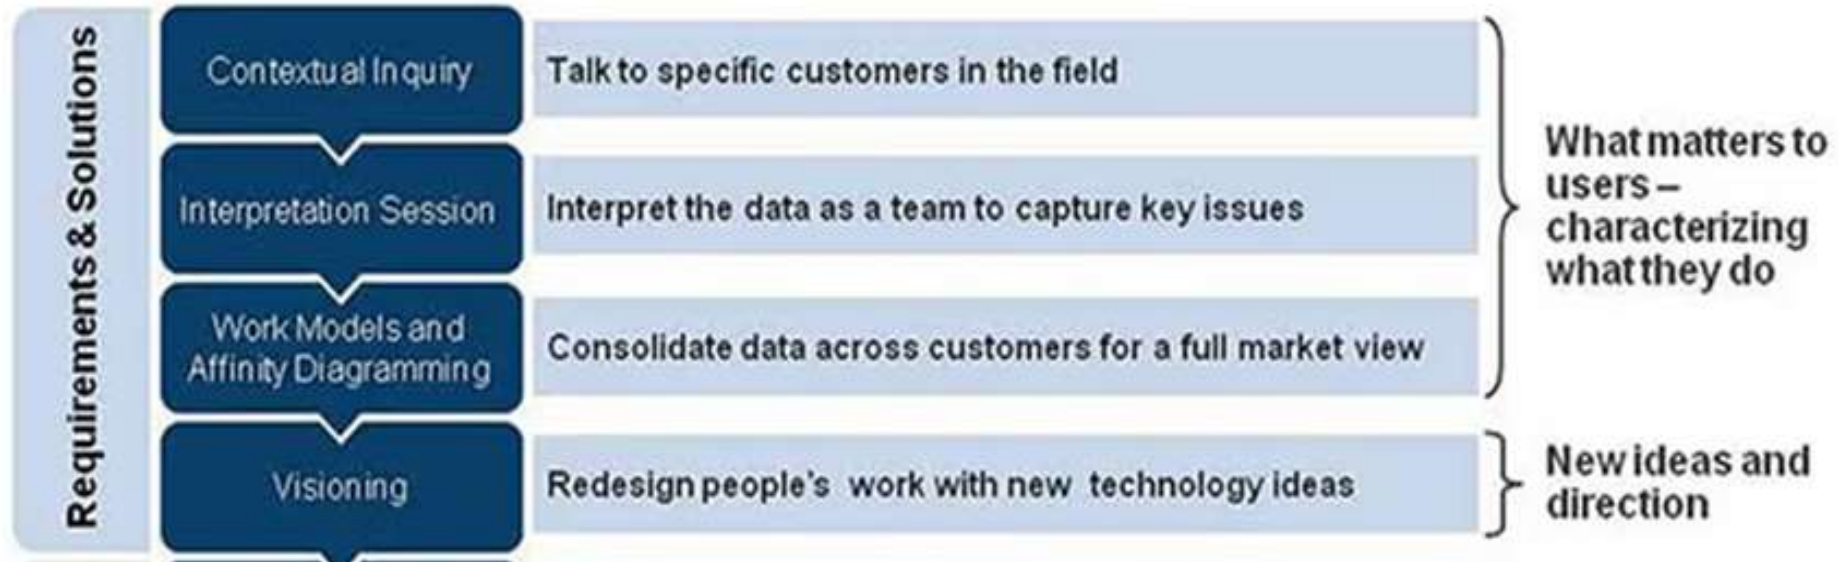 Requirements & Solutions
Contextual Inquiry
Talk to specific customers in the field
Interpretation Session
Interpret the data as a team to capture key issues
Work Models and
Affinity Diagramming
Consolidate data across customers for a full market view
What matters to
users –
characterizing
what they do
Visioning
Redesign people's work with new technology ideas
New ideas and
direction